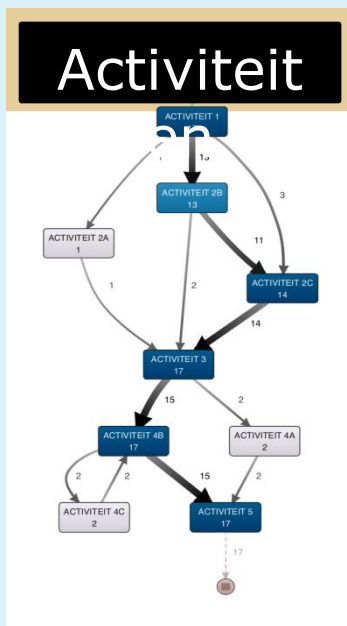 Activiteit
en
ACTIVITEIT 1
13
3
ACTIVITEIT 2B
13
ACTIVITEIT 2A
1
11
1
2
ACTIVITEIT 2C
14
14
ACTIVITEIT 3
17
15
2
ACTIVITEIT 4B
17
ACTIVITEIT 4A
2
2
2
15
2
ACTIVITEIT 4C
2
ACTIVITEIT 5
17
17